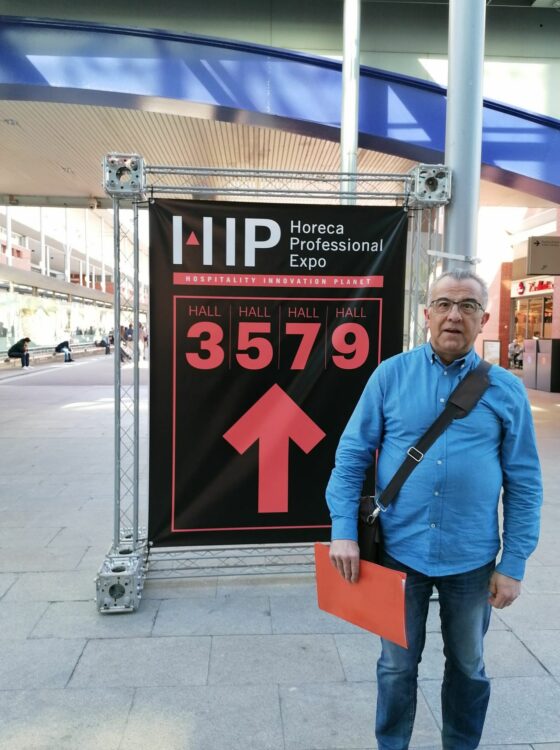 HIP
Horeca
Professional
Expo
HOSPITALITY INNOVATION PLANET
HALL HALL HALL HALL
3 5 7 9